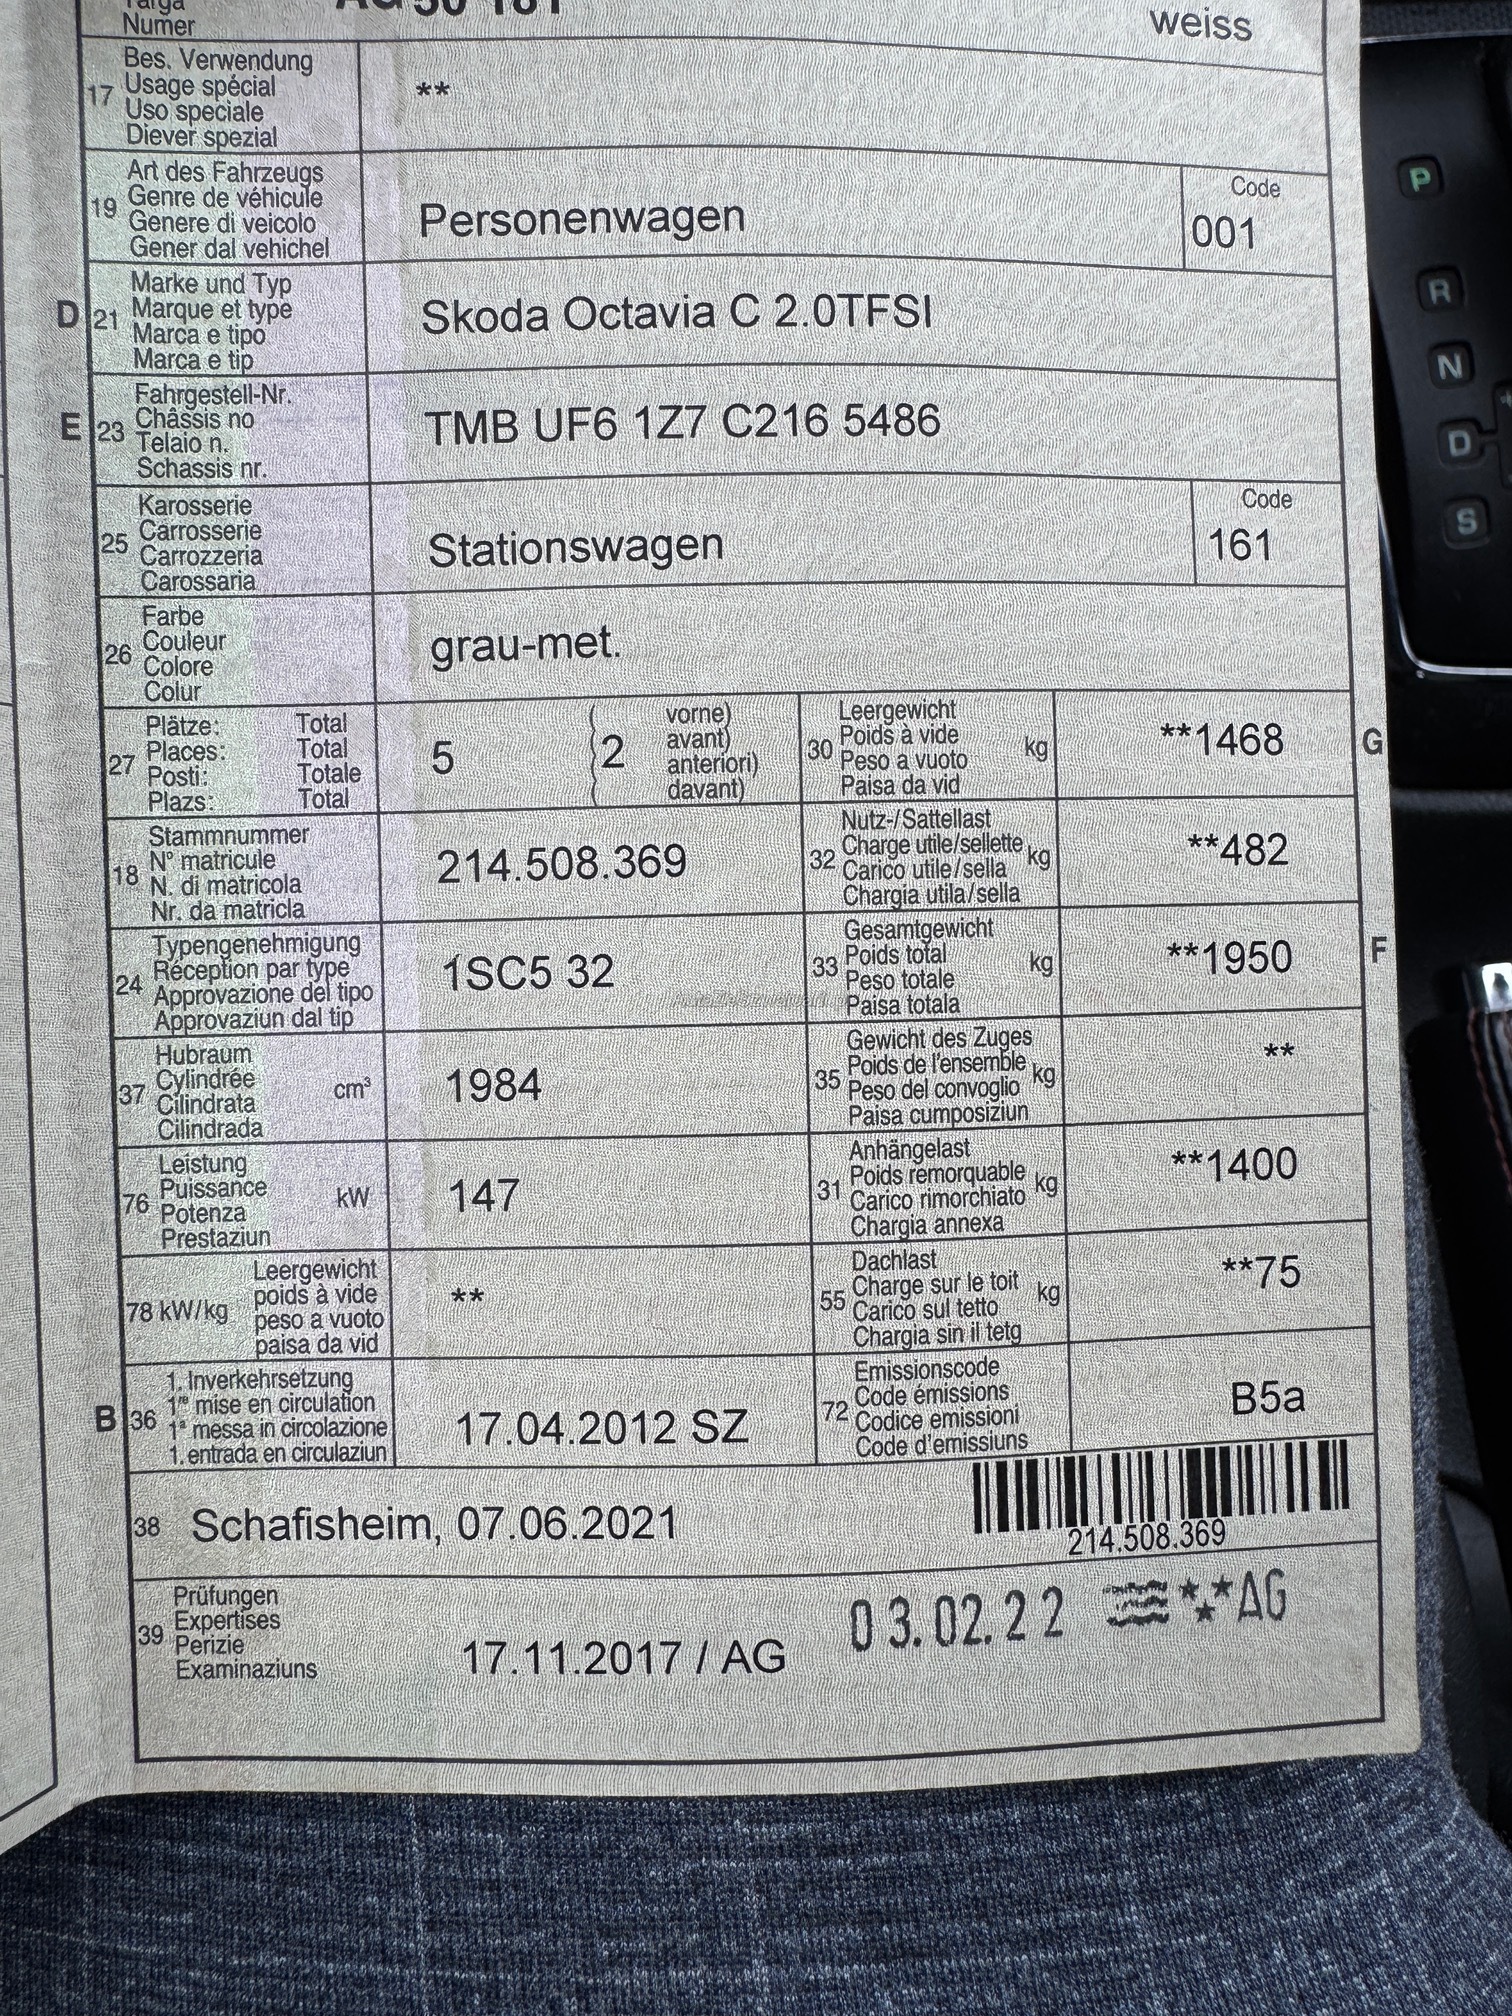 Targa
Numer
weiss
17 Bes. Verwendung
Usage spécial
Uso speciale
Diever spezial
**
19 Art des Fahrzeugs
Genre de véhicule
Genere di veicolo
Gener dal vehichel
Personenwagen
Code
001
D 21 Marke und Typ
Marque et type
Marca e tipo
Marca e tip
Skoda Octavia C 2.0TFSI
E 23 Fahrgestell-Nr.
Châssis no
Telaio n.
Schassis nr.
TMB UF6 1Z7 C216 5486
25 Karosserie
Carrosserie
Carrozzeria
Carossaria
Stationswagen
Code
161
26 Farbe
Couleur
Colore
Colur
grau-met.
27 Plätze: Total
Places: Total
Posti: Totale
Plazs: Total
5 (2 vorne)
avant)
anteriori)
davant)
30 Leergewicht
Poids à vide
Peso a vuoto
Paisa da vid
kg
**1468 G
18 Stammnummer
N° matricule
N. di matricola
Nr. da matricla
214.508.369
32 Nutz-/Sattellast
Charge utile/sellette
Carico utile/sella
Chargia utila/sella
kg
**482
24 Typengenehmigung
Réception par type
Approvazione del tipo
Approvaziun dal tip
1SC5 32
33 Gesamtgewicht
Poids total
Peso totale
Paisa totala
kg
**1950 F
37 Hubraum
Cylindrée
Cilindrata
Cilindrada
cm³
1984
35 Gewicht des Zuges
Poids de l'ensemble
Peso del convoglio
Paisa cumposiziun
kg
**
76 Leistung
Puissance
Potenza
Prestaziun
kW
147
31 Anhängelast
Poids remorquable
Carico rimorchiato
Chargia annexa
kg
**1400
78 kW/kg Leergewicht
poids à vide
peso a vuoto
paisa da vid
**
55 Dachlast
Charge sur le toit
Carico sul tetto
Chargia sin il tetg
kg
**75
B 36 1. Inverkehrsetzung
1re mise en circulation
1a messa in circolazione
1. entrada en circulaziun
17.04.2012 SZ
72 Emissionscode
Code émissions
Codice emissioni
Code d'emissiuns
B5a
38 Schafisheim, 07.06.2021
214.508.369
39 Prüfungen
Expertises
Perizie
Examinaziuns
17.11.2017 / AG
03.02.22 AG
P
R
N
D
S